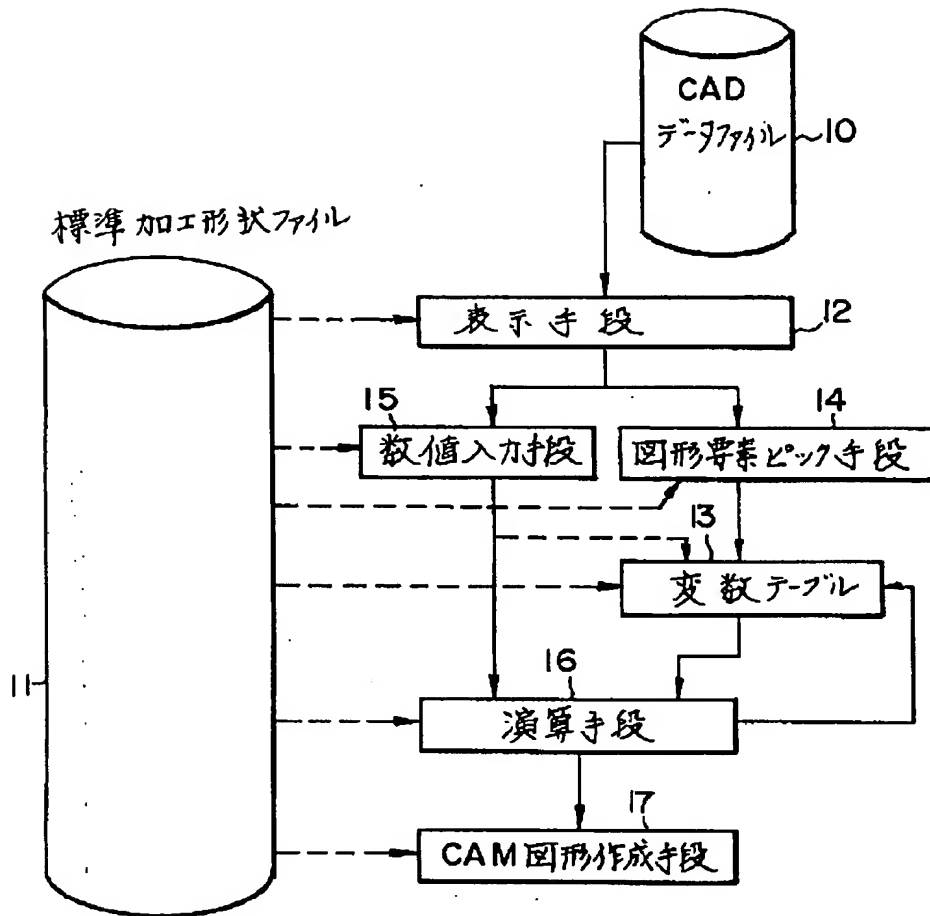 CAD
データファイル
10
標準加工形状ファイル
表示手段
12
15
数値入力手段
14
図形要素ピック手段
13
変数テーブル
11
16
演算手段
17
CAM図形作成手段